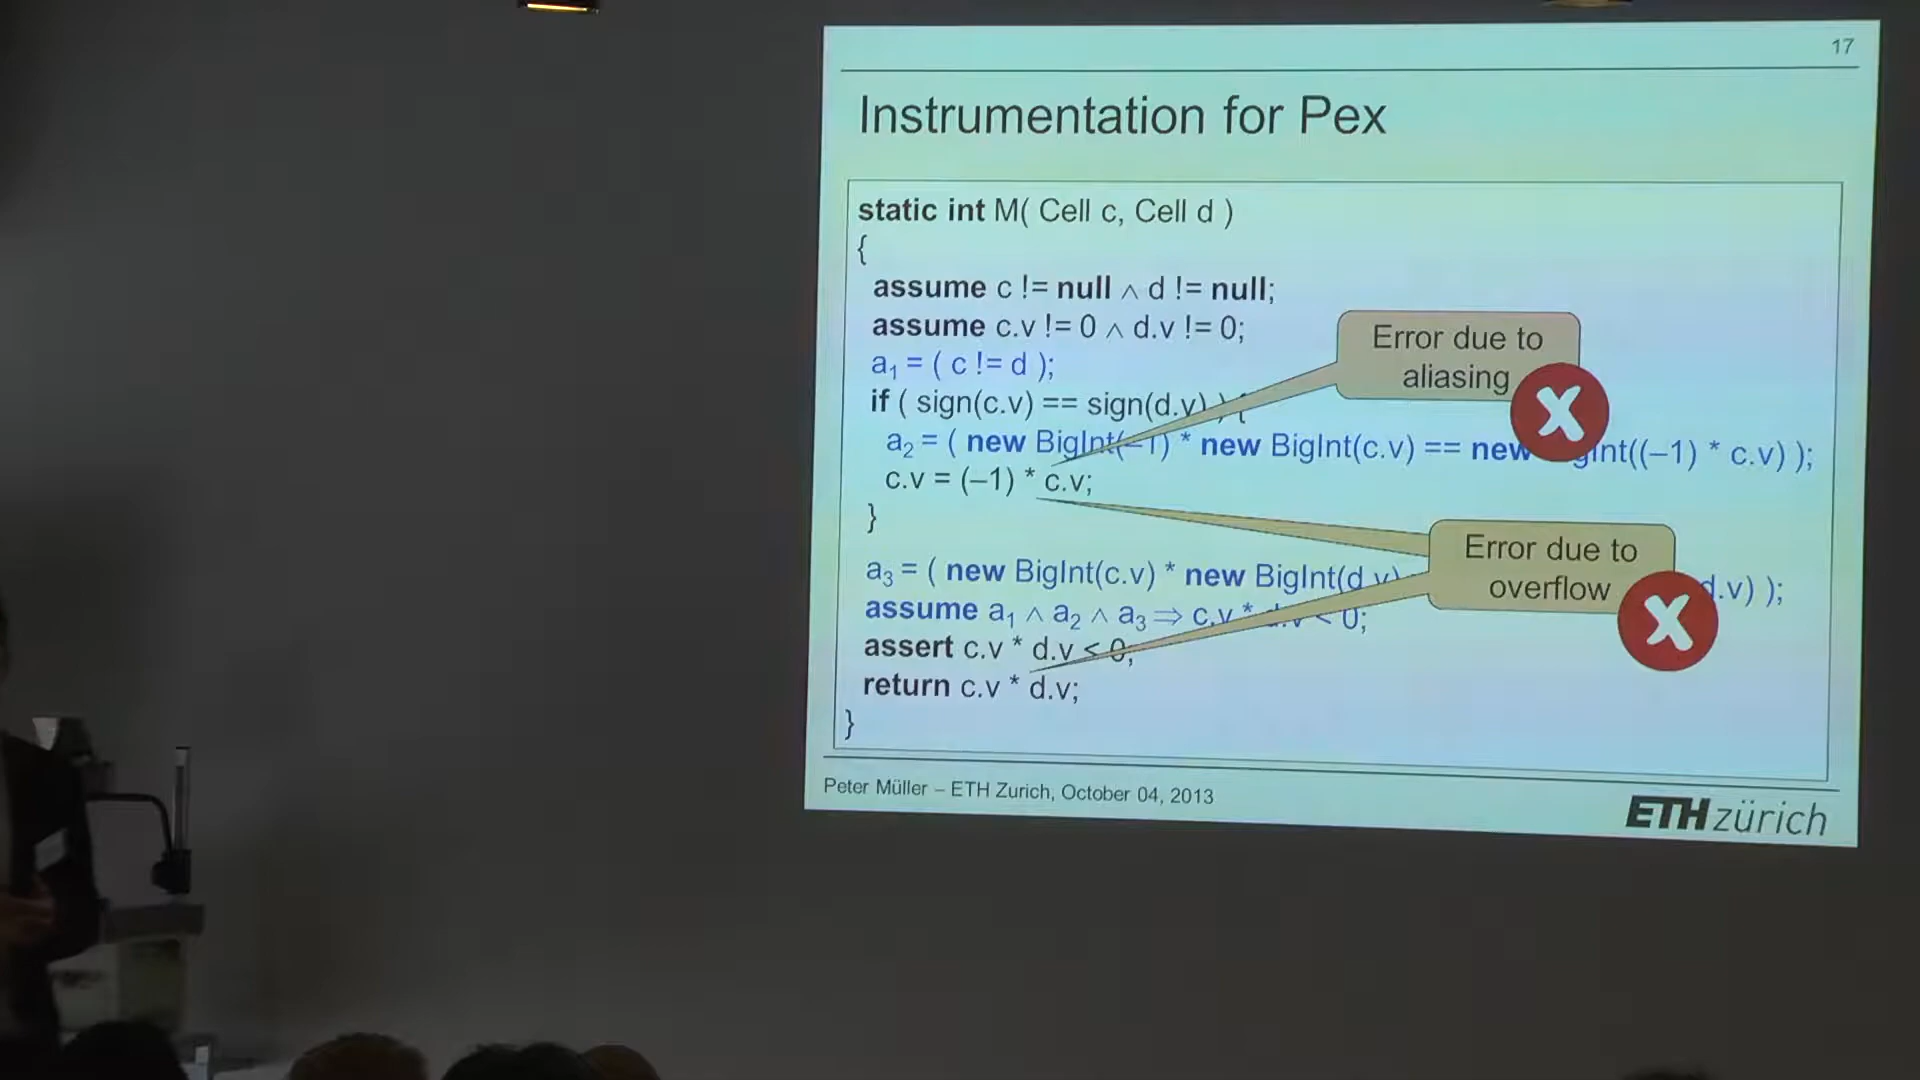 17
Instrumentation for Pex
static int M( Cell c, Cell d )
{
assume c != null ∧ d != null;
assume c.v != 0 ∧ d.v != 0;
a₁ = ( c != d );
if ( sign(c.v) == sign(d.v) ) {
a₂ = ( new BigInt(–1) * new BigInt(c.v) == new Int((–1) * c.v) );
c.v = (–1) * c.v;
}
a₃ = ( new BigInt(c.v) * new BigInt(d.v) d.v) );
assume a₁ ∧ a₂ ∧ a₃ ⇒ c.v * d.v < 0;
assert c.v * d.v < 0;
return c.v * d.v;
}
Error due to
aliasing
Error due to
overflow
Peter Müller – ETH Zurich, October 04, 2013
ETH zürich